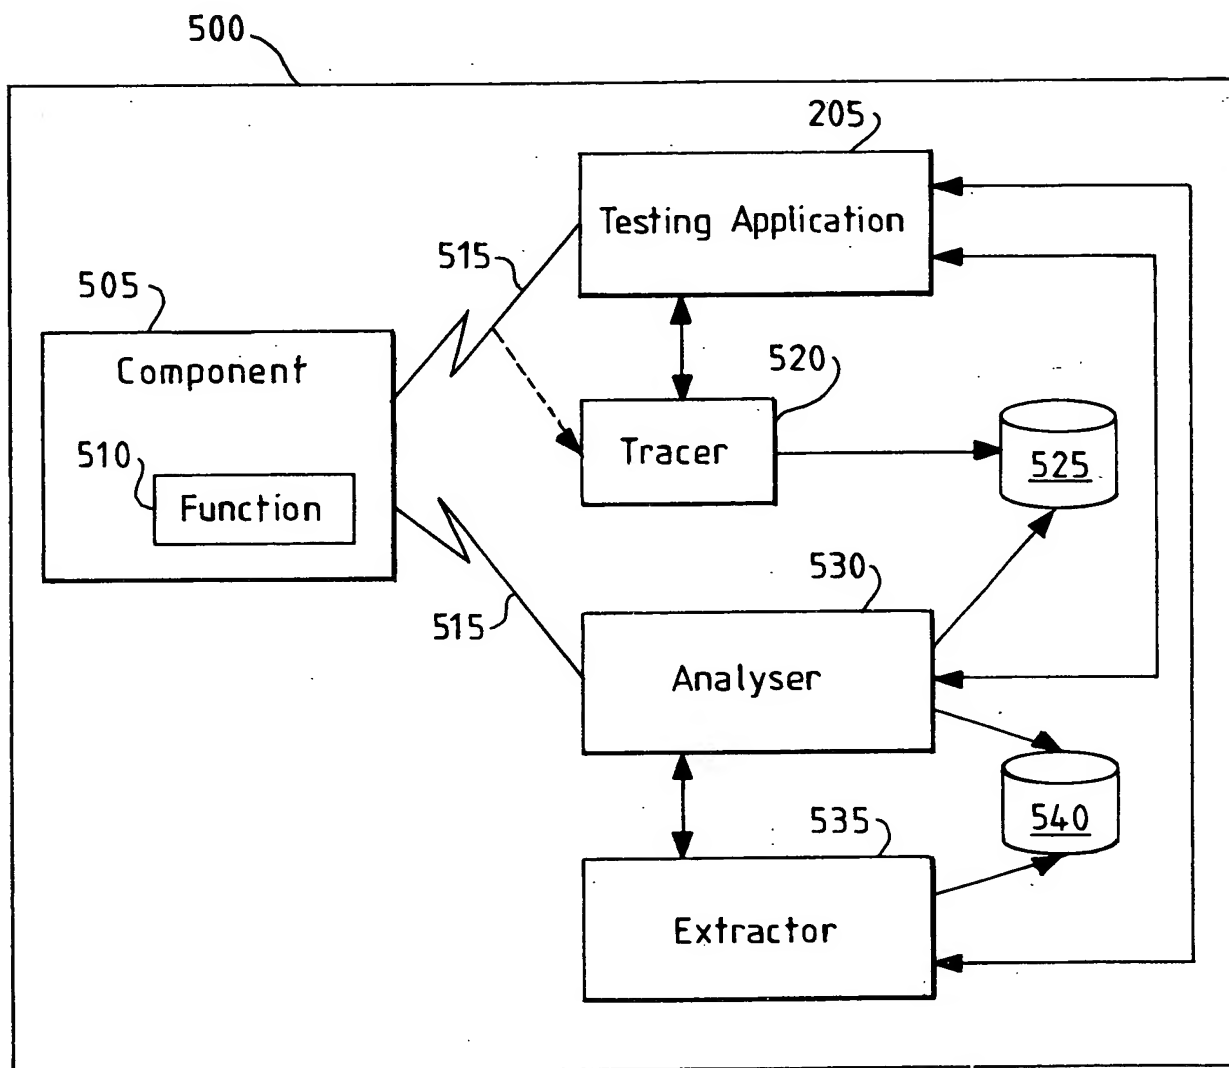 500
205
Testing Application
515
505
Component
520
510
Tracer
525
Function
530
515
Analyser
540
535
Extractor